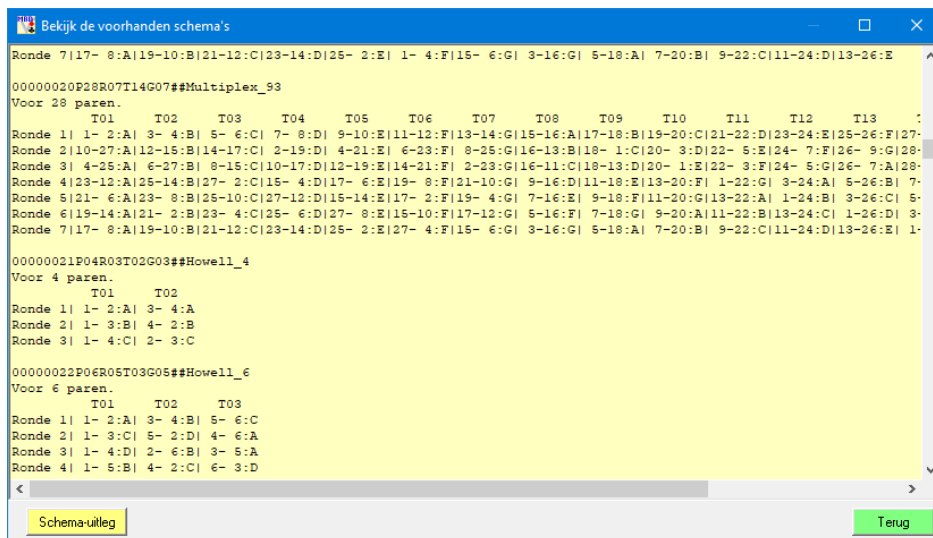 Bekijk de voorhanden schema's
Ronde 7|17- 8:A|19-10:B|21-12:C|23-14:D|25- 2:E| 1- 4:F|15- 6:G| 3-16:G| 5-18:A| 7-20:B| 9-22:C|11-24:D|13-26:E
00000020P28R07T14G07##Multiplex_93
Voor 28 paren.
T01 T02 T03 T04 T05 T06 T07 T08 T09 T10 T11 T12 T13
Ronde 1| 1- 2:A| 3- 4:B| 5- 6:C| 7- 8:D| 9-10:E|11-12:F|13-14:G|15-16:A|17-18:B|19-20:C|21-22:D|23-24:E|25-26:F|27-
Ronde 2|10-27:A|12-15:B|14-17:C| 2-19:D| 4-21:E| 6-23:F| 8-25:G|16-13:B|18- 1:C|20- 3:D|22- 5:E|24- 7:F|26- 9:G|28-
Ronde 3| 4-25:A| 6-27:B| 8-15:C|10-17:D|12-19:E|14-21:F| 2-23:G|16-11:C|18-13:D|20- 1:E|22- 3:F|24- 5:G|26- 7:A|28-
Ronde 4|23-12:A|25-14:B|27- 2:C|15- 4:D|17- 6:E|19- 8:F|21-10:G| 9-16:D|11-18:E|13-20:F| 1-22:G| 3-24:A| 5-26:B| 7-
Ronde 5|21- 6:A|23- 8:B|25-10:C|27-12:D|15-14:E|17- 2:F|19- 4:G| 7-16:E| 9-18:F|11-20:G|13-22:A| 1-24:B| 3-26:C| 5-
Ronde 6|19-14:A|21- 2:B|23- 4:C|25- 6:D|27- 8:E|15-10:F|17-12:G| 5-16:F| 7-18:G| 9-20:A|11-22:B|13-24:C| 1-26:D| 3-
Ronde 7|17- 8:A|19-10:B|21-12:C|23-14:D|25- 2:E|27- 4:F|15- 6:G| 3-16:G| 5-18:A| 7-20:B| 9-22:C|11-24:D|13-26:E| 1-
00000021P04R03T02G03##Howell_4
Voor 4 paren.
T01 T02
Ronde 1| 1- 2:A| 3- 4:A
Ronde 2| 1- 3:B| 4- 2:B
Ronde 3| 1- 4:C| 2- 3:C
00000022P06R05T03G05##Howell_6
Voor 6 paren.
T01 T02 T03
Ronde 1| 1- 2:A| 3- 4:B| 5- 6:C
Ronde 2| 1- 3:C| 5- 2:D| 4- 6:A
Ronde 3| 1- 4:D| 2- 6:B| 3- 5:A
Ronde 4| 1- 5:B| 4- 2:C| 6- 3:D
Schema-uitleg
Terug